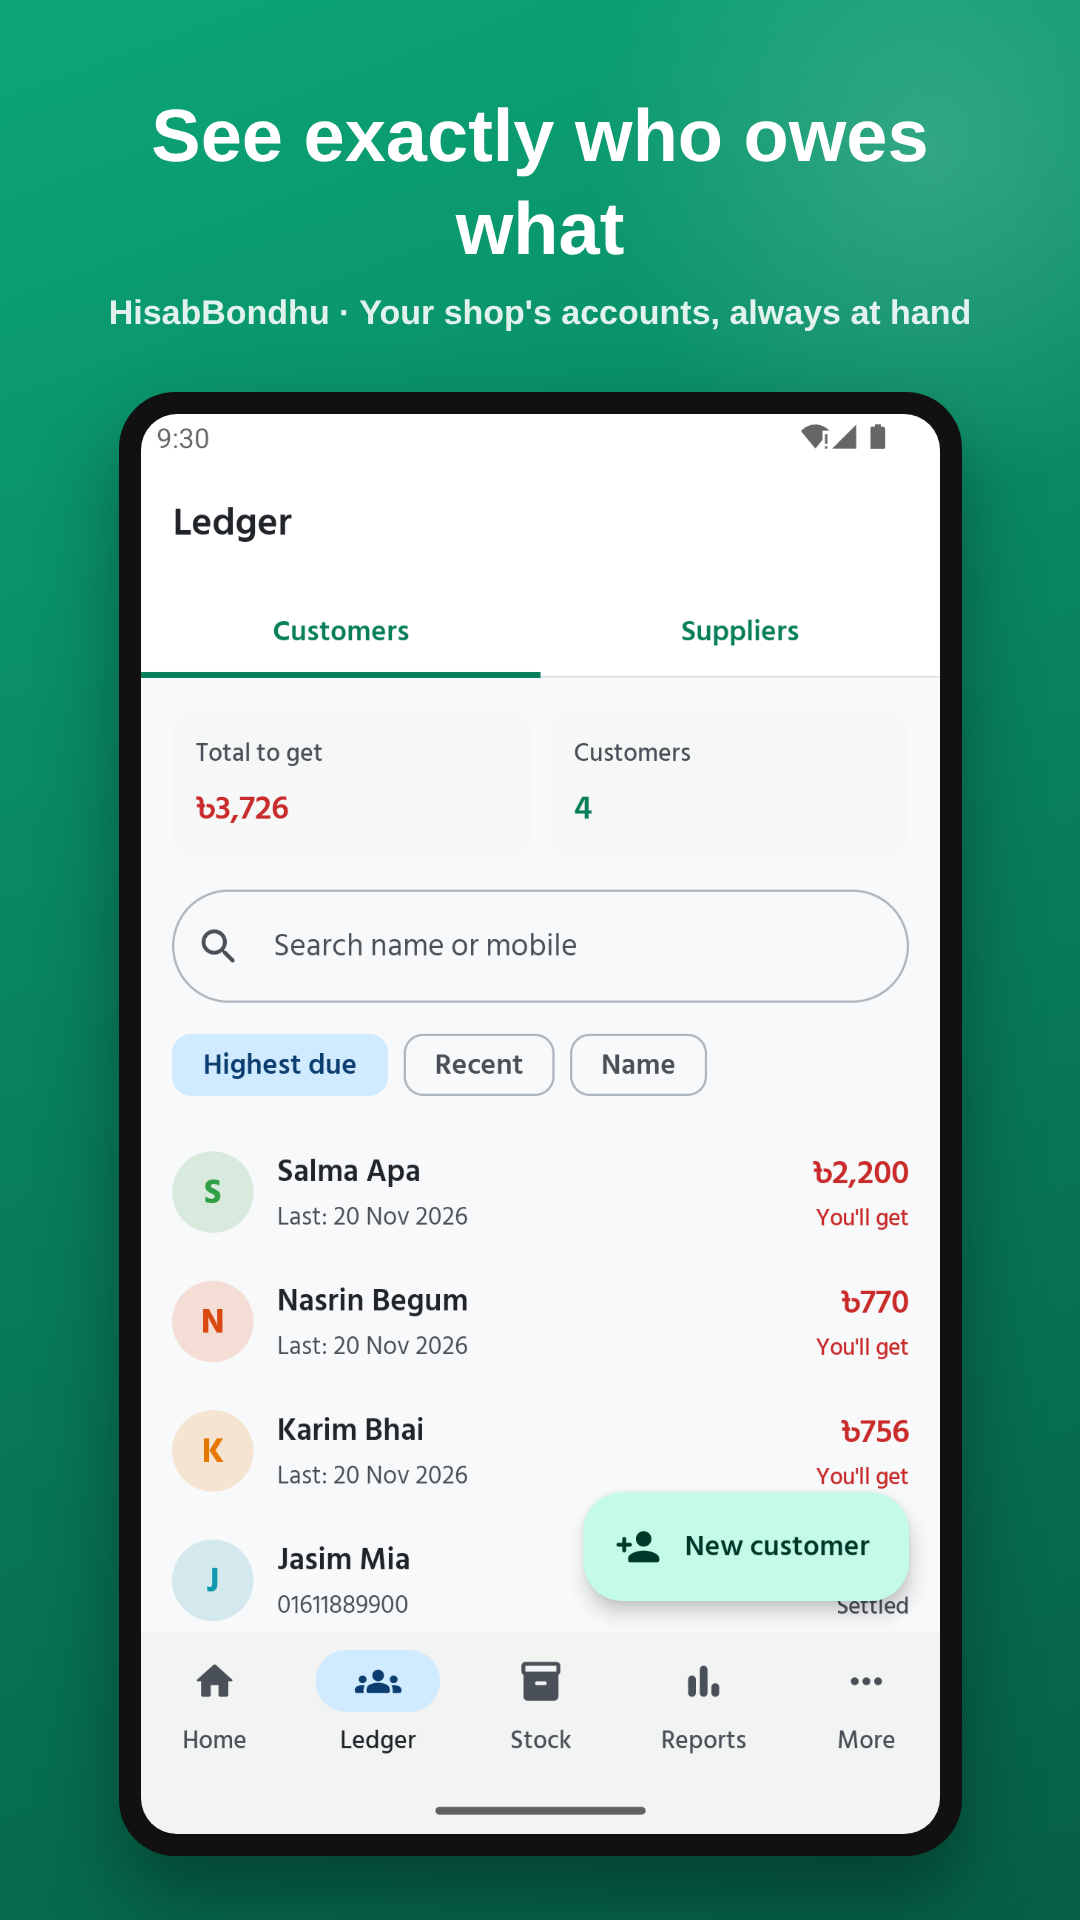 See exactly who owes
what
HisabBondhu · Your shop's accounts, always at hand
9:30
Ledger
Customers
Suppliers
Total to get
Customers
৳3,726
4
Search name or mobile
Highest due
Recent
Name
S
Salma Apa
৳2,200
Last: 20 Nov 2026
You'll get
N
Nasrin Begum
৳770
Last: 20 Nov 2026
You'll get
K
Karim Bhai
৳756
Last: 20 Nov 2026
You'll get
J
Jasim Mia
New customer
01611889900
Settled
Home
Ledger
Stock
Reports
More